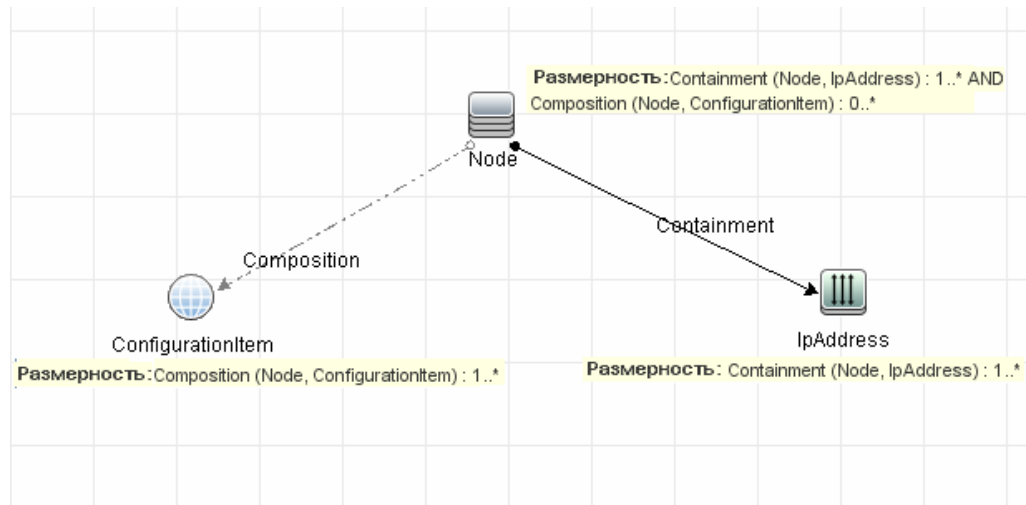 Размерность:Containment (Node, IpAddress) : 1..* AND
Composition (Node, ConfigurationItem) : 0..*
Node
Containment
Composition
IpAddress
ConfigurationItem
Размерность: Containment (Node, IpAddress) : 1..*
Размерность:Composition (Node, ConfigurationItem) : 1..*